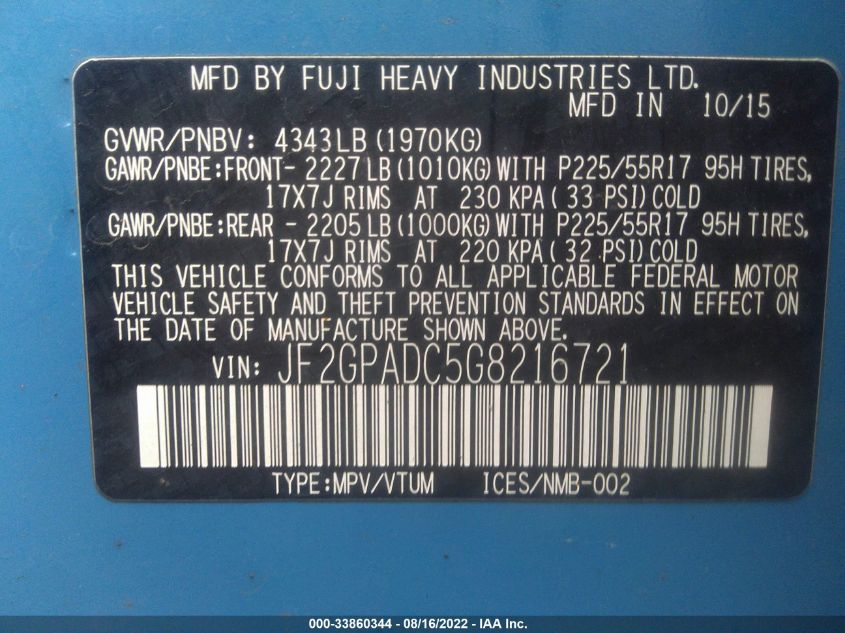 MFD BY FUJI HEAVY INDUSTRIES LTD.
MFD IN 10/15
GVWR/PNBV: 4343LB (1970KG)
GAWR/PNBE:FRONT- 2227LB (1010KG) WITH P225/55R17 95H TIRES,
17X7J RIMS AT 230 KPA ( 33 PSI) COLD
GAWR/PNBE:REAR - 2205LB (1000KG) WITH P225/55R17 95H TIRES,
17X7J RIMS AT 220 KPA ( 32 PSI) COLD
THIS VEHICLE CONFORMS TO ALL APPLICABLE FEDERAL MOTOR
VEHICLE SAFETY AND THEFT PREVENTION STANDARDS IN EFFECT ON
THE DATE OF MANUFACTURE SHOWN ABOVE.
VIN: JF2GPADC5G8216721
TYPE:MPV/VTUM ICES/NMB-002
000-33860344 - 08/16/2022 - IAA Inc.